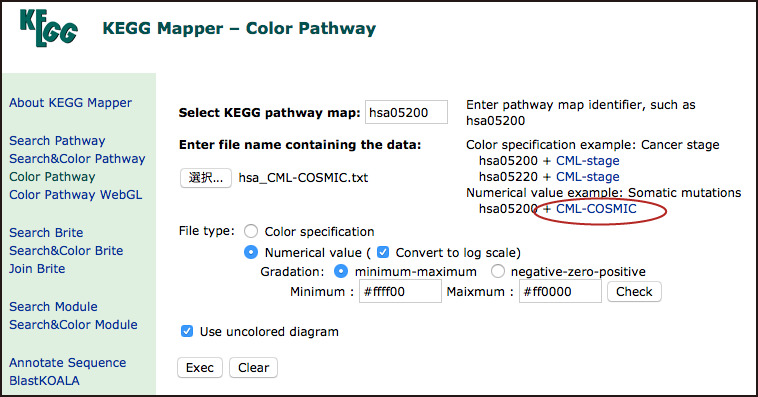 KEGG
KEGG Mapper – Color Pathway
About KEGG Mapper
Search Pathway
Search&Color Pathway
Color Pathway
Color Pathway WebGL
Search Brite
Search&Color Brite
Join Brite
Search Module
Search&Color Module
Annotate Sequence
BlastKOALA
Select KEGG pathway map: hsa05200
Enter file name containing the data:
選択... hsa_CML-COSMIC.txt
Enter pathway map identifier, such as
hsa05200
Color specification example: Cancer stage
hsa05200 + CML-stage
hsa05220 + CML-stage
Numerical value example: Somatic mutations
hsa05200 + CML-COSMIC
File type: Color specification
Numerical value ( Convert to log scale)
Gradation: minimum-maximum negative-zero-positive
Minimum : #ffff00 Maixmum : #ff0000 Check
Use uncolored diagram
Exec Clear